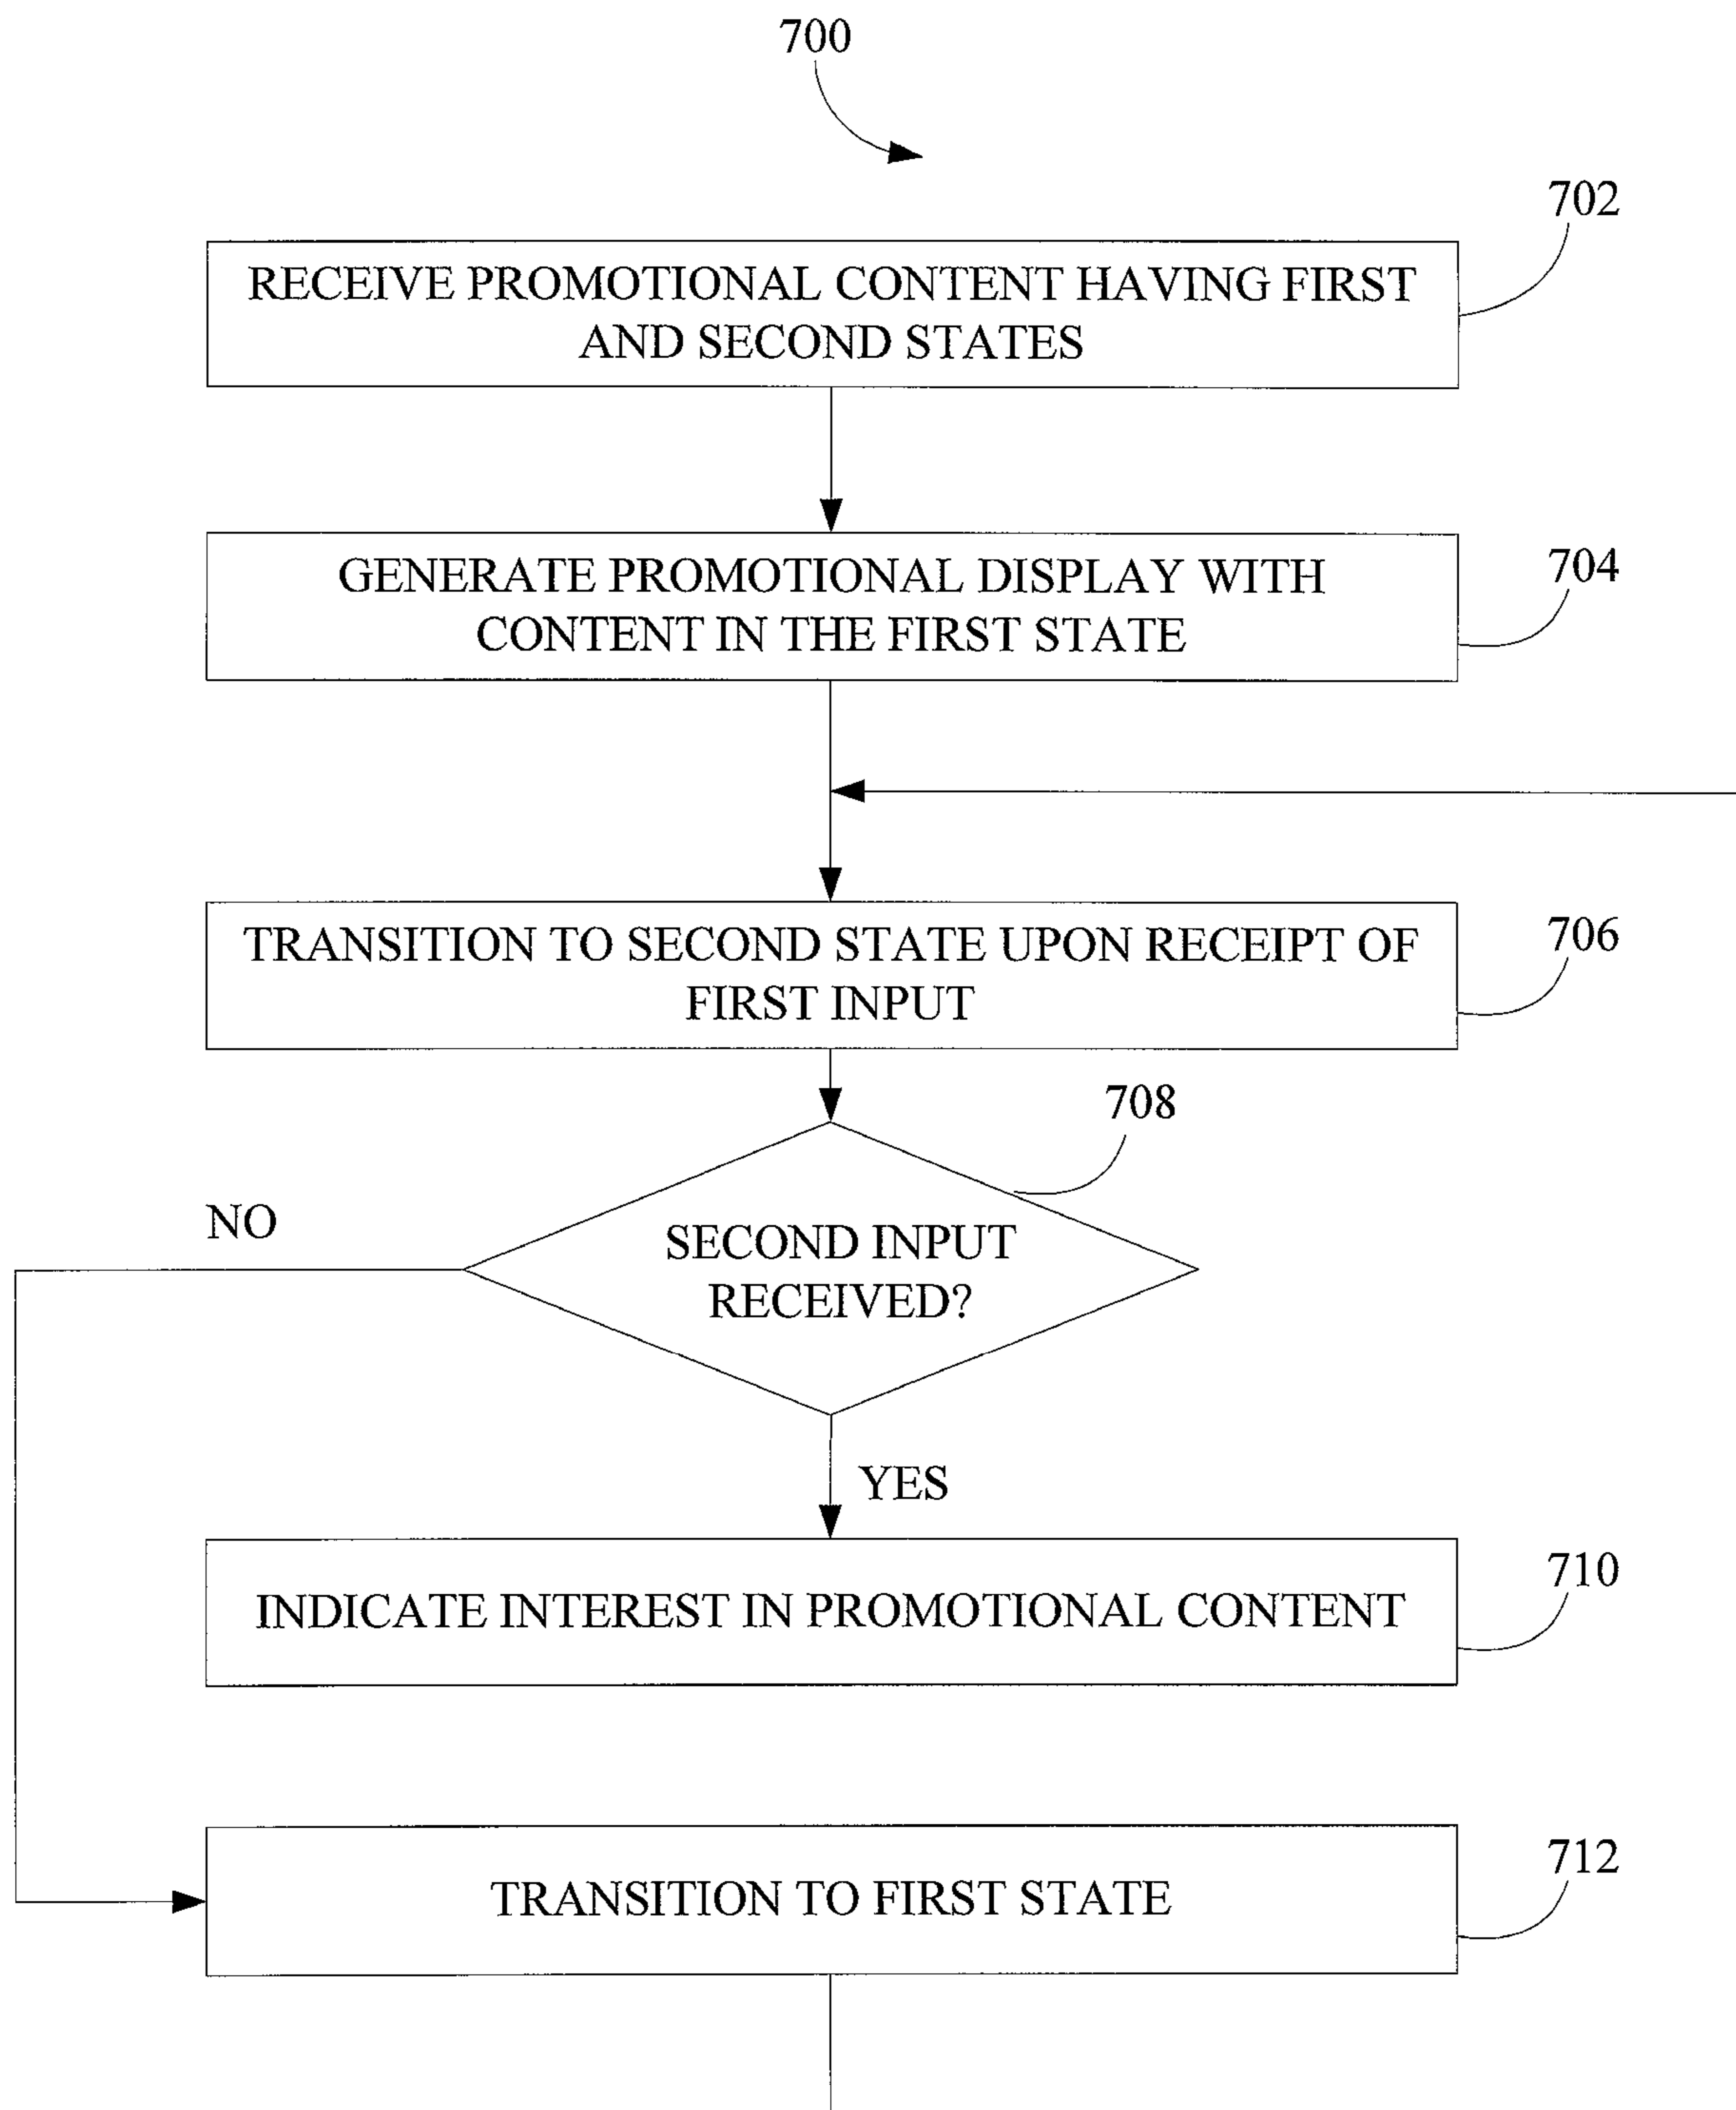 700
702
RECEIVE PROMOTIONAL CONTENT HAVING FIRST
AND SECOND STATES
704
GENERATE PROMOTIONAL DISPLAY WITH
CONTENT IN THE FIRST STATE
706
TRANSITION TO SECOND STATE UPON RECEIPT OF
FIRST INPUT
708
NO
SECOND INPUT
RECEIVED?
YES
710
INDICATE INTEREST IN PROMOTIONAL CONTENT
712
TRANSITION TO FIRST STATE